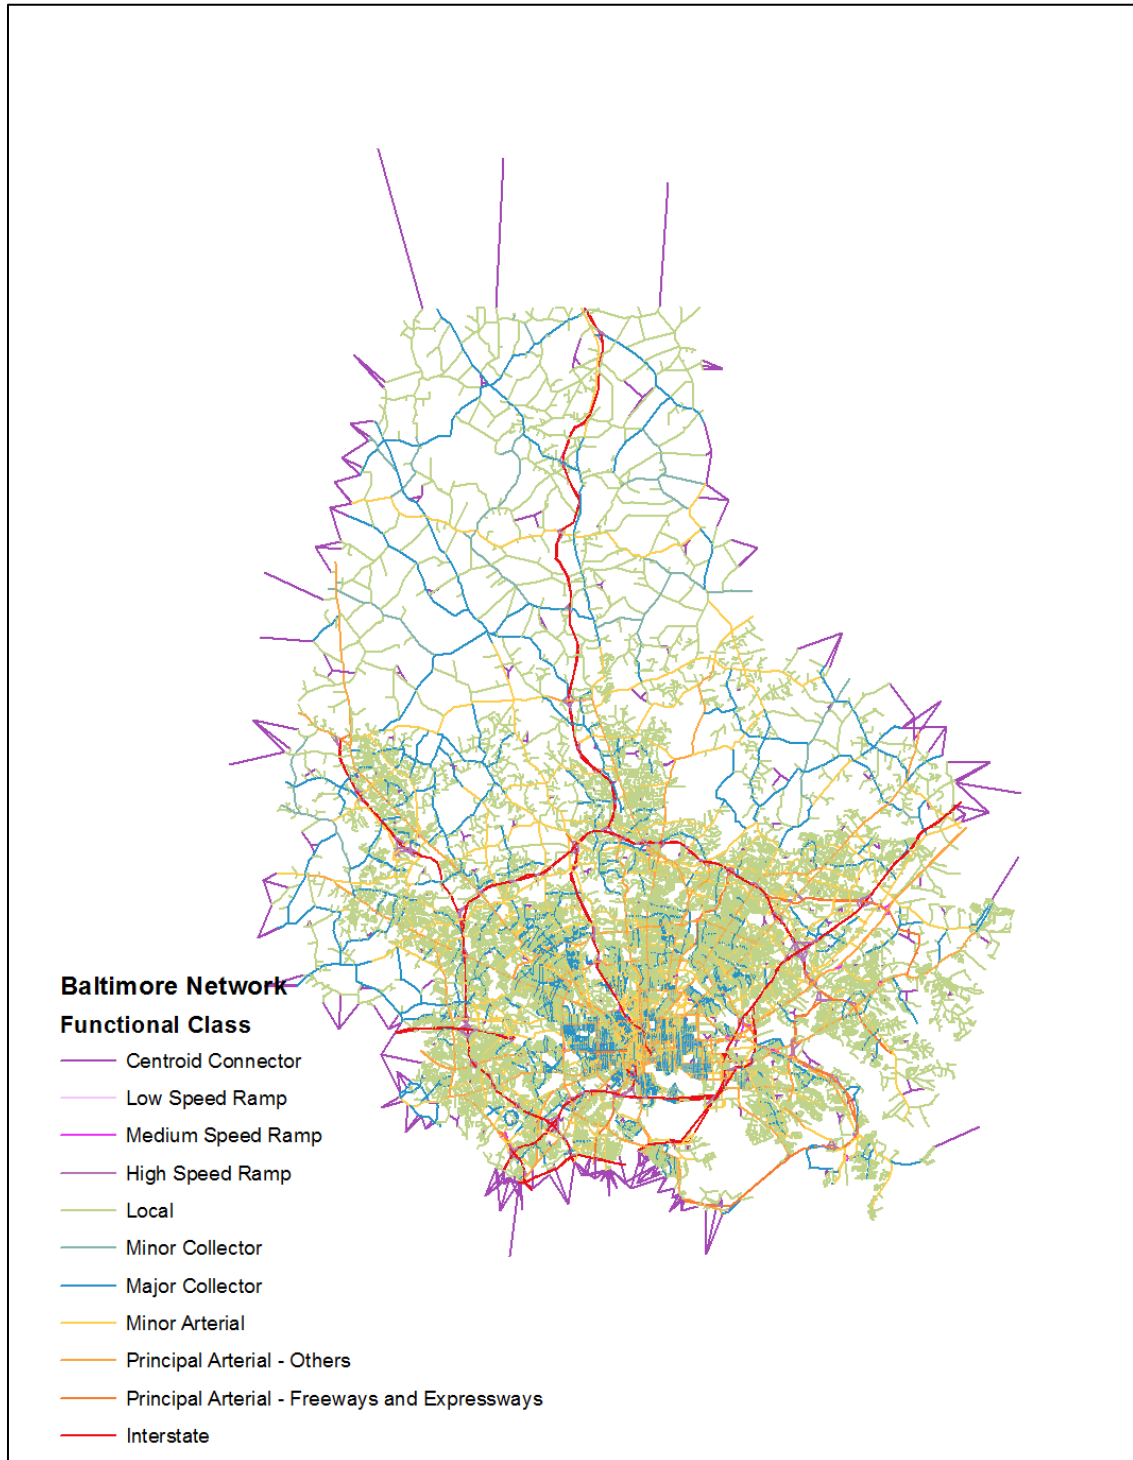 Baltimore Network
Functional Class
Centroid Connector
Low Speed Ramp
Medium Speed Ramp
High Speed Ramp
Local
Minor Collector
Major Collector
Minor Arterial
Principal Arterial - Others
Principal Arterial - Freeways and Expressways
Interstate